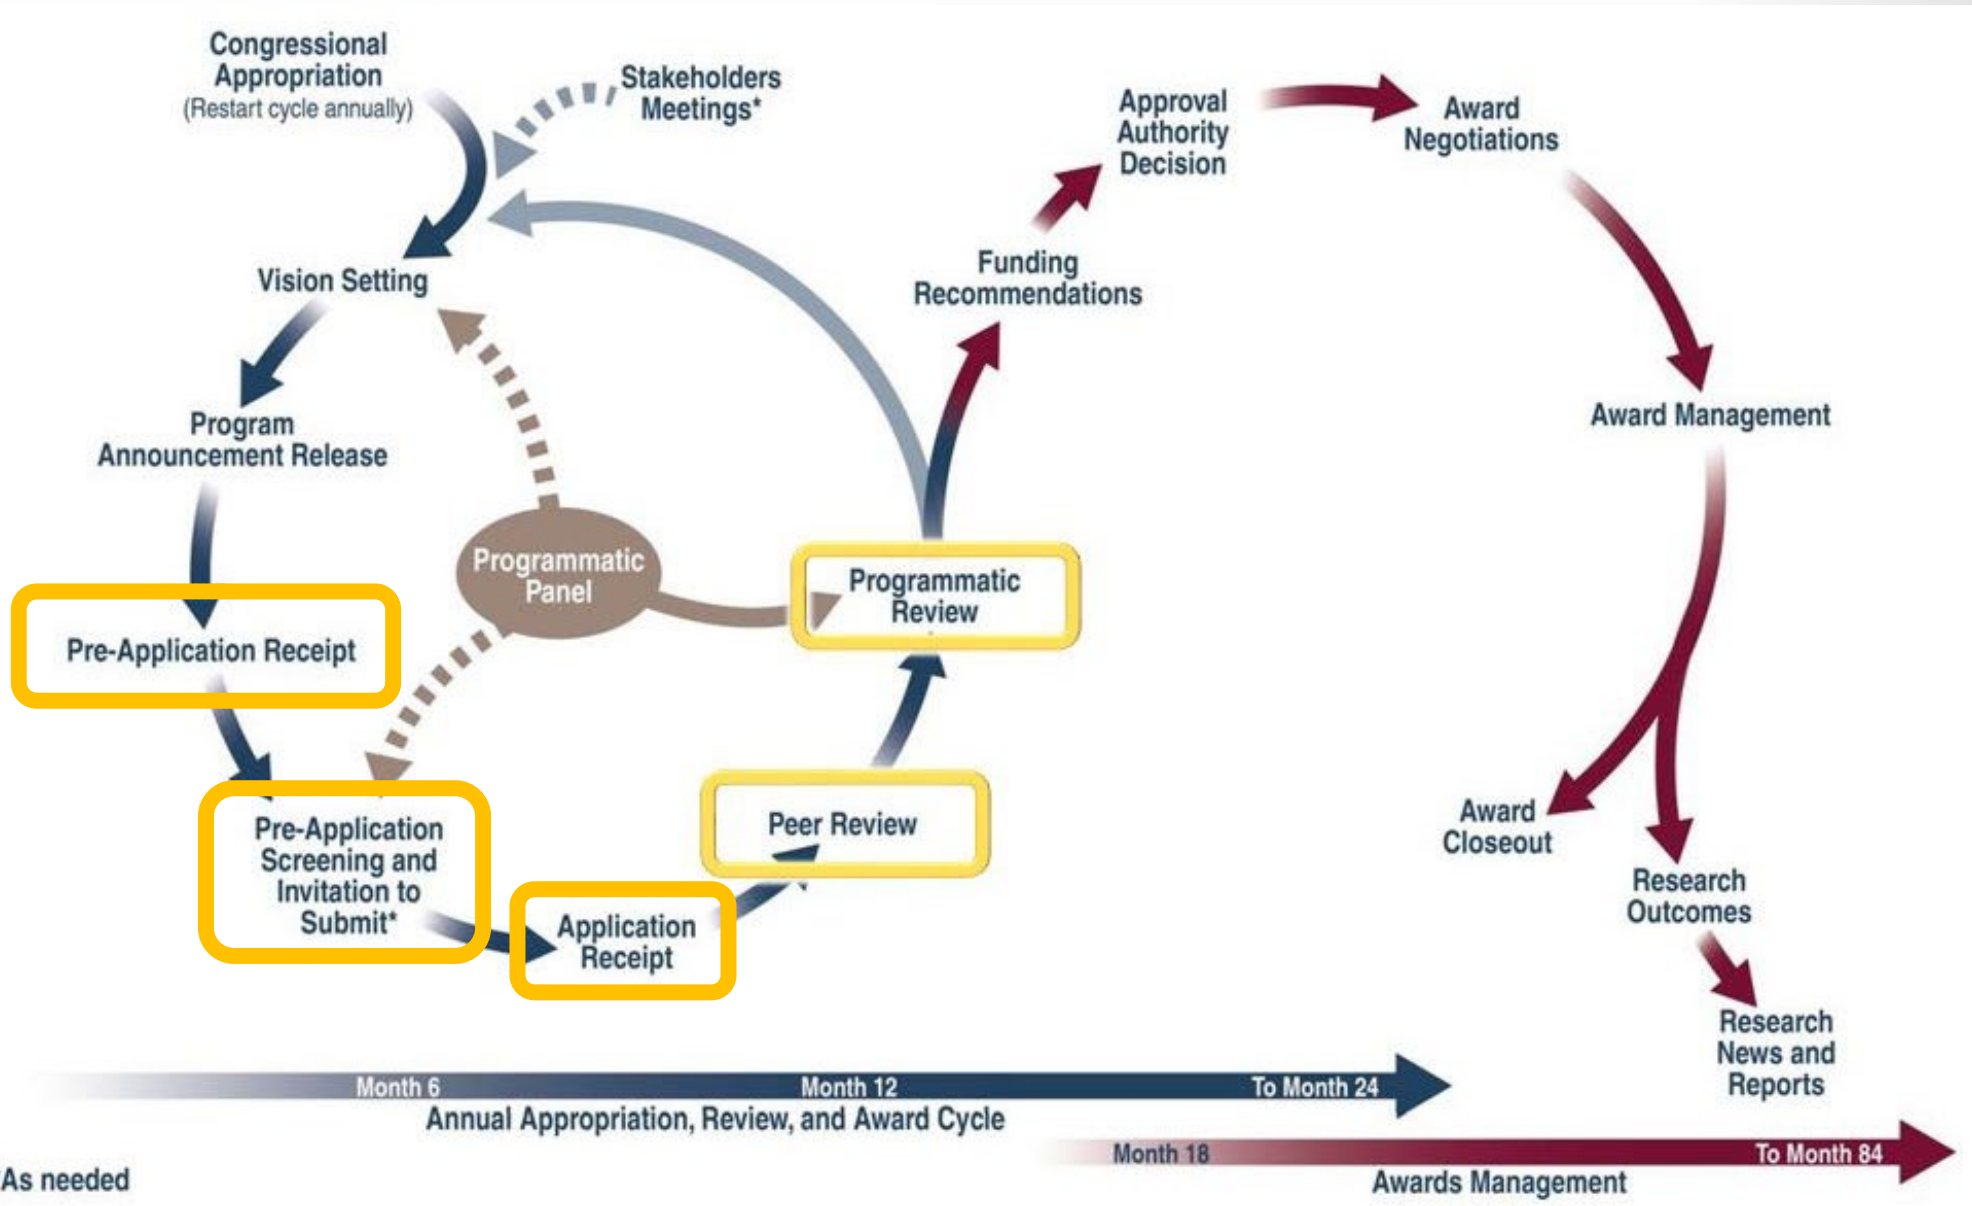 Congressional
Appropriation
(Restart cycle annually)
Stakeholders
Meetings*
Vision Setting
Program
Announcement Release
Pre-Application Receipt
Pre-Application
Screening and
Invitation to
Submit*
Application
Receipt
Peer Review
Programmatic
Review
Programmatic
Panel
Funding
Recommendations
Approval
Authority
Decision
Award
Negotiations
Award Management
Award
Closeout
Research
Outcomes
Research
News and
Reports
Month 6
Month 12
To Month 24
Annual Appropriation, Review, and Award Cycle
Month 18
To Month 84
Awards Management
As needed